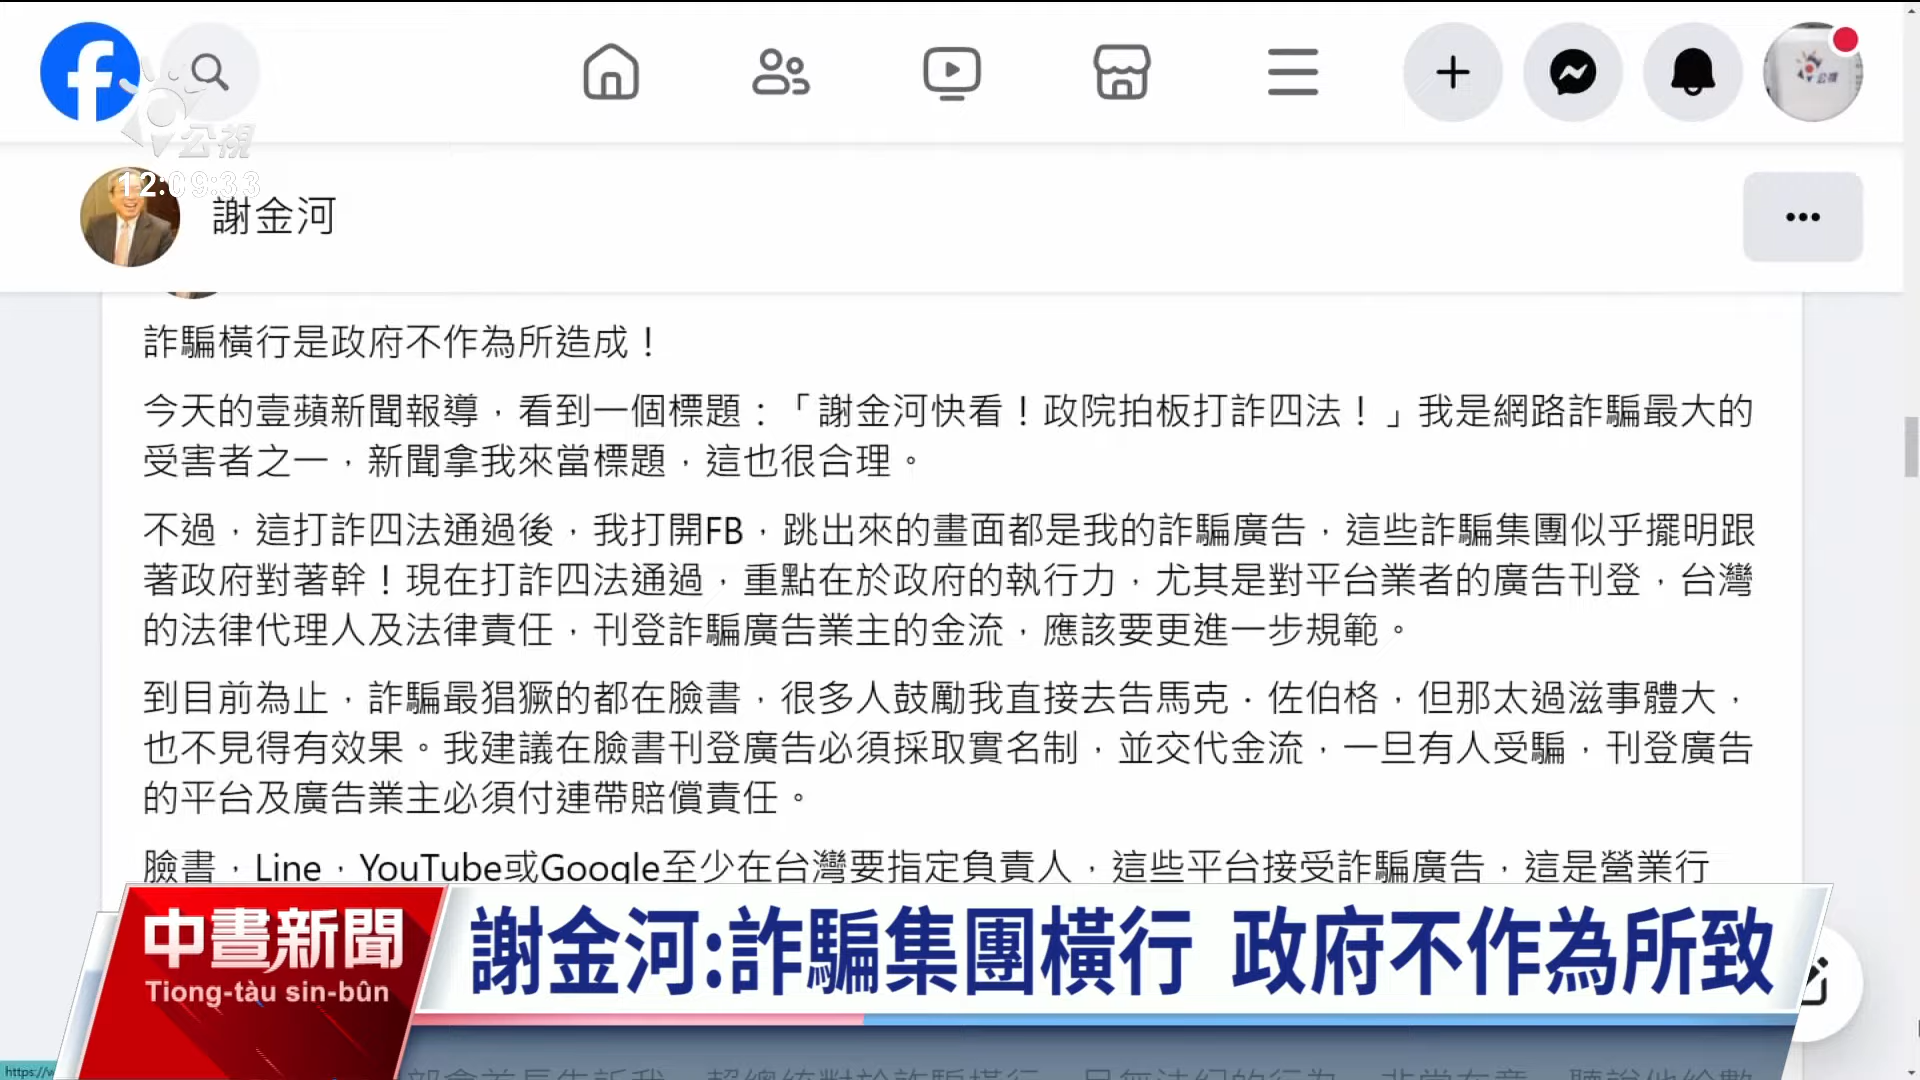 公視
12:09:33
謝金河
詐騙橫行是政府不作為所造成！
今天的壹蘋新聞報導，看到一個標題：「謝金河快看！政院拍板打詐四法！」我是網路詐騙最大的
受害者之一，新聞拿我來當標題，這也很合理。
不過，這打詐四法通過後，我打開FB，跳出來的畫面都是我的詐騙廣告，這些詐騙集團似乎擺明跟
著政府對著幹！現在打詐四法通過，重點在於政府的執行力，尤其是對平台業者的廣告刊登，台灣
的法律代理人及法律責任，刊登詐騙廣告業主的金流，應該要更進一步規範。
到目前為止，詐騙最猖獗的都在臉書，很多人鼓勵我直接去告馬克．佐伯格，但那太過滋事體大，
也不見得有效果。我建議在臉書刊登廣告必須採取實名制，並交代金流，一旦有人受騙，刊登廣告
的平台及廣告業主必須付連帶賠償責任。
臉書，Line，YouTube或Google至少在台灣要指定負責人，這些平台接受詐騙廣告，這是營業行
中晝新聞
Tiong-tàu sin-bûn
謝金河:詐騙集團橫行 政府不作為所致